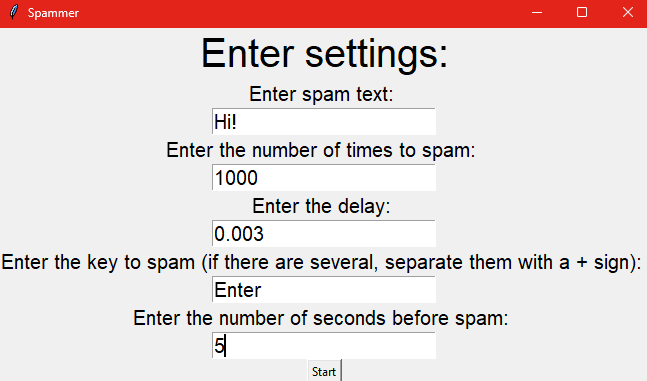 Spammer
Enter settings:
Enter spam text:
Hi!
Enter the number of times to spam:
1000
Enter the delay:
0.003
Enter the key to spam (if there are several, separate them with a + sign):
Enter
Enter the number of seconds before spam:
5
Start